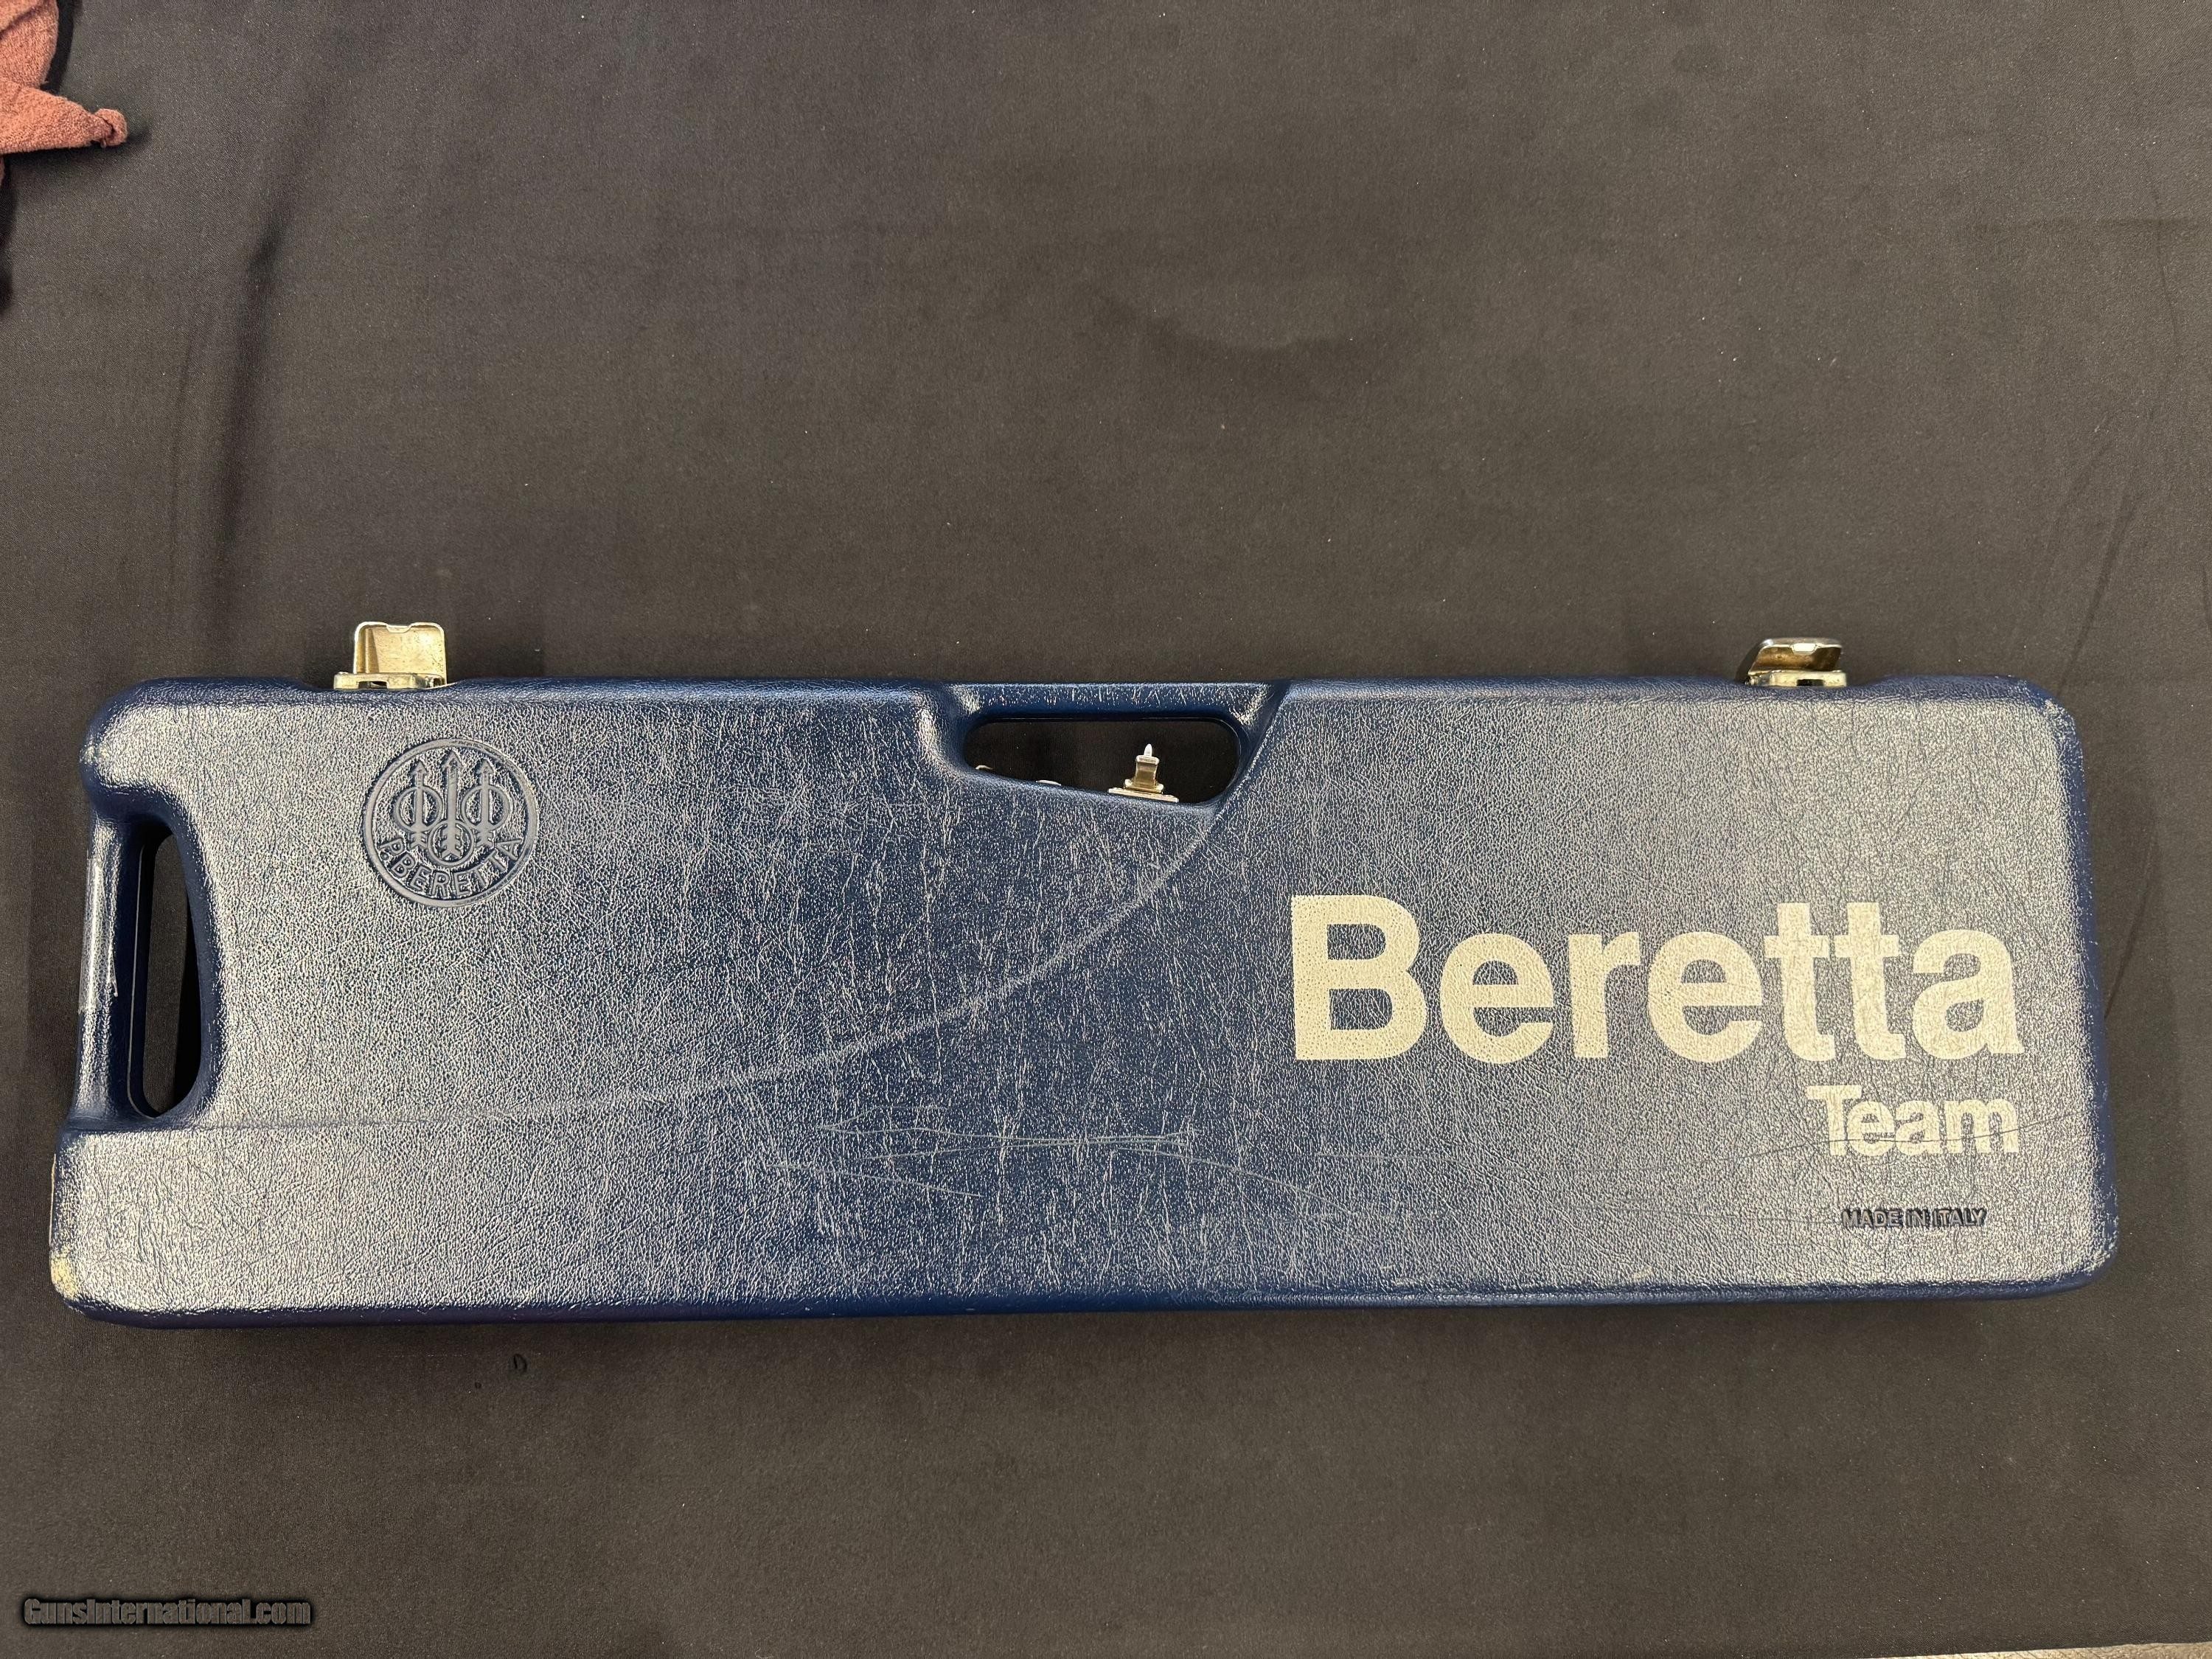 P. BERETTA
Beretta
Team
MADE IN ITALY
GunsInternational.com